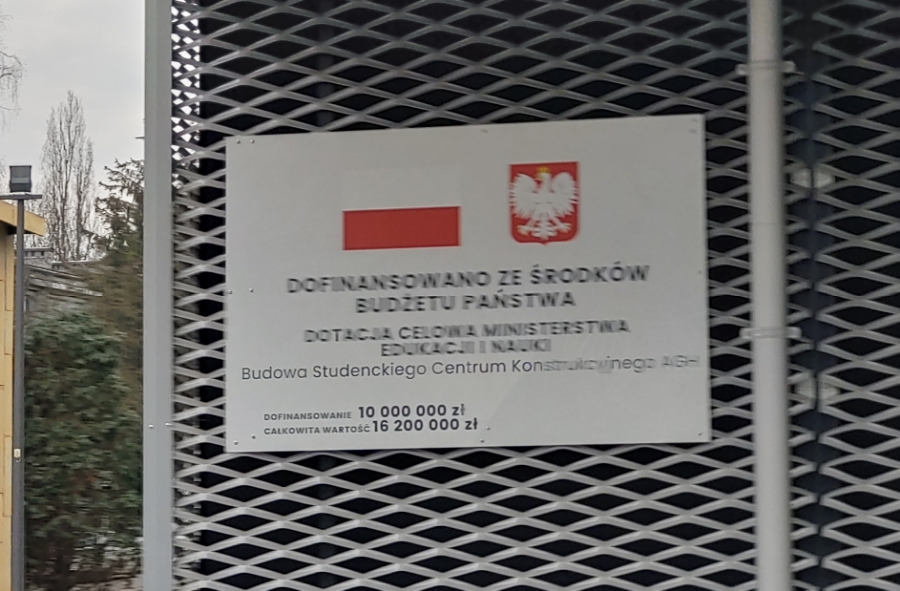 DOFINANSOWANO ZE ŚRODKÓW
BUDŻETU PAŃSTWA
DOTACJA CELOWA MINISTERSTWA
EDUKACJI I NAUKI
Budowa Studenckiego Centrum Konstrukcyjnego AGH
DOFINANSOWANIE 10 000 000 zł
CAŁKOWITA WARTOŚĆ 16 200 000 zł